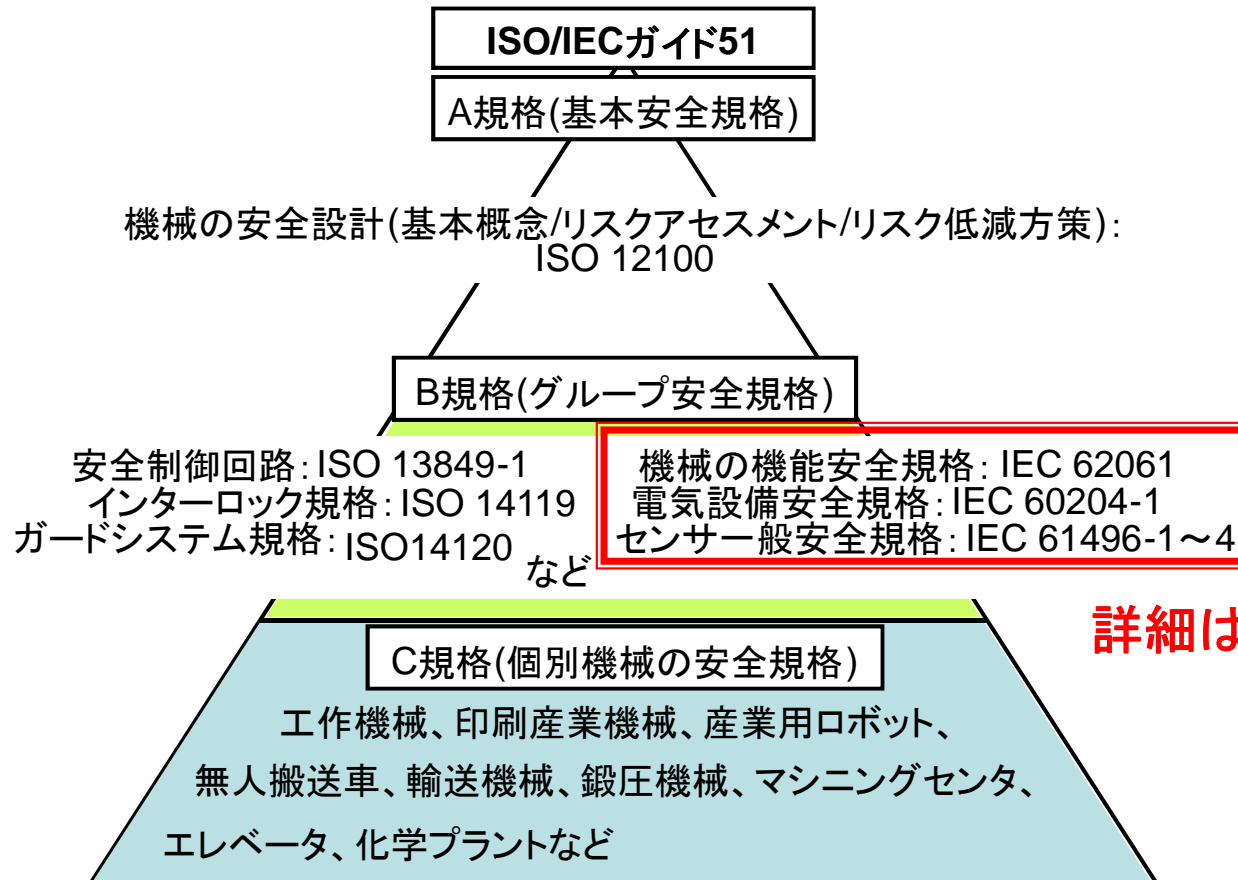 ISO/IECガイド51
A規格(基本安全規格)
機械の安全設計(基本概念/リスクアセスメント/リスク低減方策):
ISO 12100
B規格(グループ安全規格)
安全制御回路:ISO 13849-1
インターロック規格:ISO 14119
ガードシステム規格:ISO14120
など
機械の機能安全規格:IEC 62061
電気設備安全規格:IEC 60204-1
センサー般安全規格:IEC 61496-1～4
詳細は
C規格(個別機械の安全規格)
工作機械、印刷産業機械、産業用ロボット、
無人搬送車、輸送機械、鍛圧機械、マシニングセンタ、
エレベータ、化学プラントなど